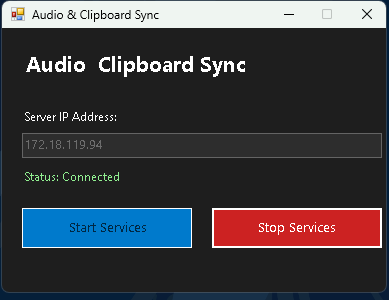 Audio & Clipboard Sync
Audio  Clipboard Sync
Server IP Address:
172.18.119.94
Status: Connected
Start Services
Stop Services